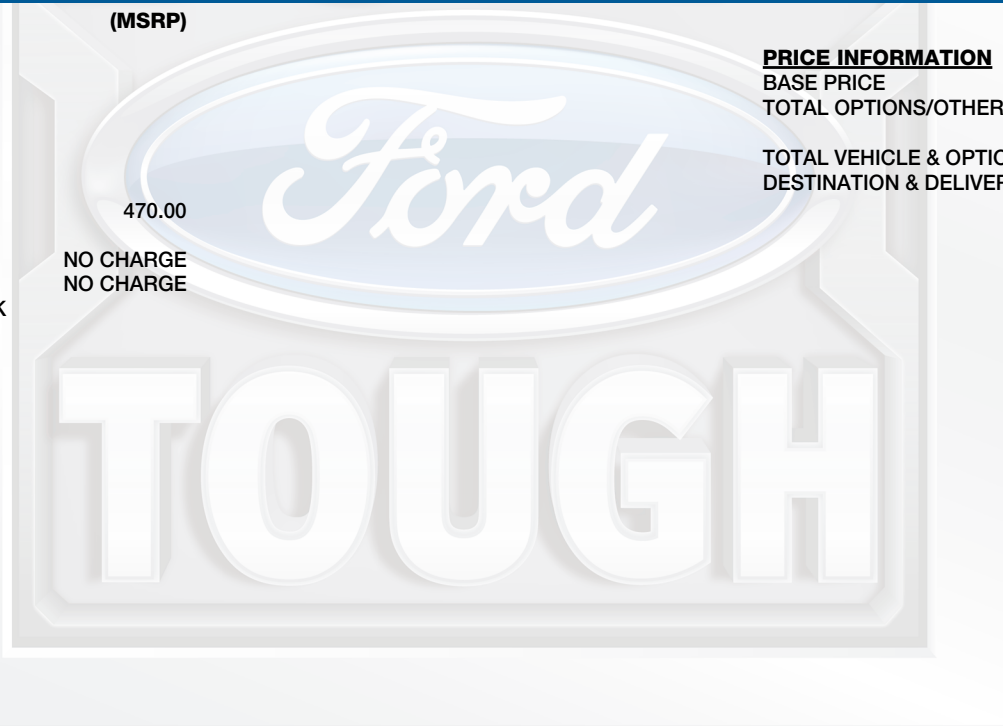 (MSRP)
470.00
NO CHARGE
NO CHARGE
K
PRICE INFORMATION
BASE PRICE
TOTAL OPTIONS/OTHER
TOTAL VEHICLE & OPTIO
DESTINATION & DELIVER
Ford
TOUGH